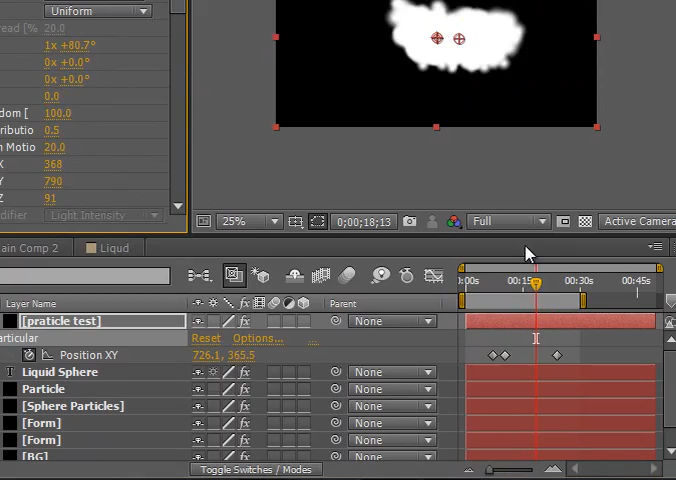 Uniform
read [%  20.0
1x +80.7°
0x +0.0°
0x +0.0°
0.0
dom [  100.0
ributio  0.5
n Motio  20.0
X  368
Y  790
Z  91
difier  Light Intensity
25%  0;00;18;13  Full  Active Camera
ain Comp 2  Liqud
Layer Name  #  Parent
:00s  00:15s  00:30s  00:45s
[praticle test]  None
articular  Reset  Options...  ...
Position XY  726.1, 365.5
T  Liquid Sphere  None
Particle  None
[Sphere Particles]  None
[Form]  None
[Form]  None
[BG]  None
Toggle Switches / Modes